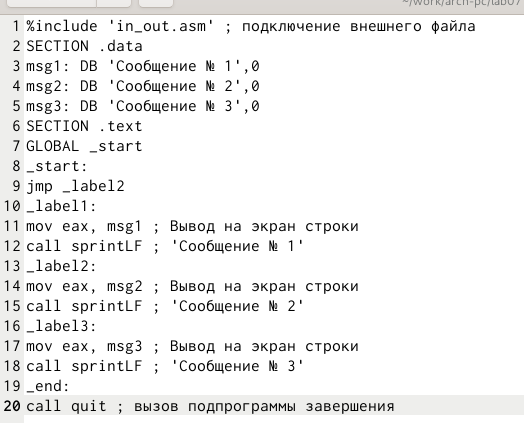 ~/work/arch-pc/lab07
1 %include 'in_out.asm' ; подключение внешнего файла
2 SECTION .data
3 msg1: DB 'Сообщение № 1',0
4 msg2: DB 'Сообщение № 2',0
5 msg3: DB 'Сообщение № 3',0
6 SECTION .text
7 GLOBAL _start
8 _start:
9 jmp _label2
10 _label1:
11 mov eax, msg1 ; Вывод на экран строки
12 call sprintLF ; 'Сообщение № 1'
13 _label2:
14 mov eax, msg2 ; Вывод на экран строки
15 call sprintLF ; 'Сообщение № 2'
16 _label3:
17 mov eax, msg3 ; Вывод на экран строки
18 call sprintLF ; 'Сообщение № 3'
19 _end:
20 call quit ; вызов подпрограммы завершения